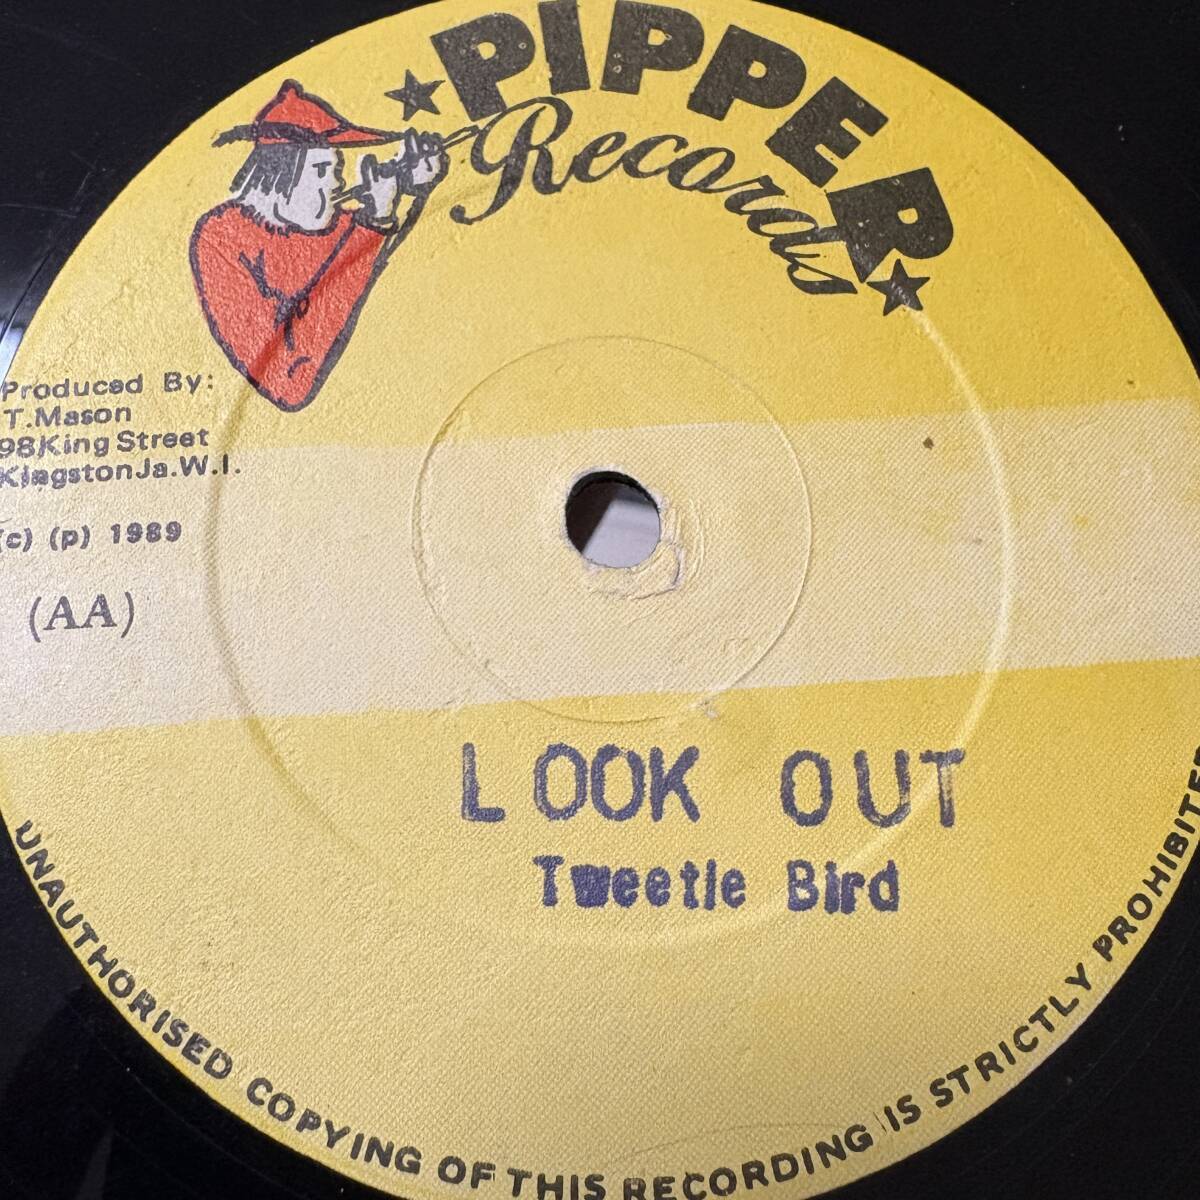 PIPPER
Records
Produced By:
T.Mason
98King Street
KingstonJa.W.I.
(c) (p) 1989
(AA)
LOOK OUT
Tweetle Bird
UNAUTHORISED COPYING OF THIS RECORDING IS STRICTLY PROHIBITED